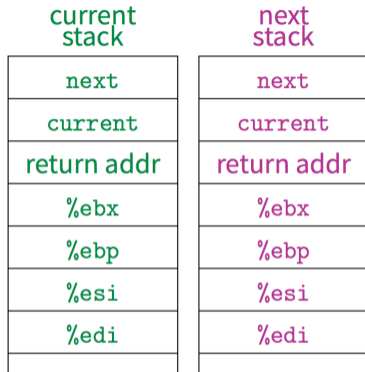 current
stack
next
current
return addr
%ebx
%ebp
%esi
%edi
next
stack
next
current
return addr
%ebx
%ebp
%esi
%edi